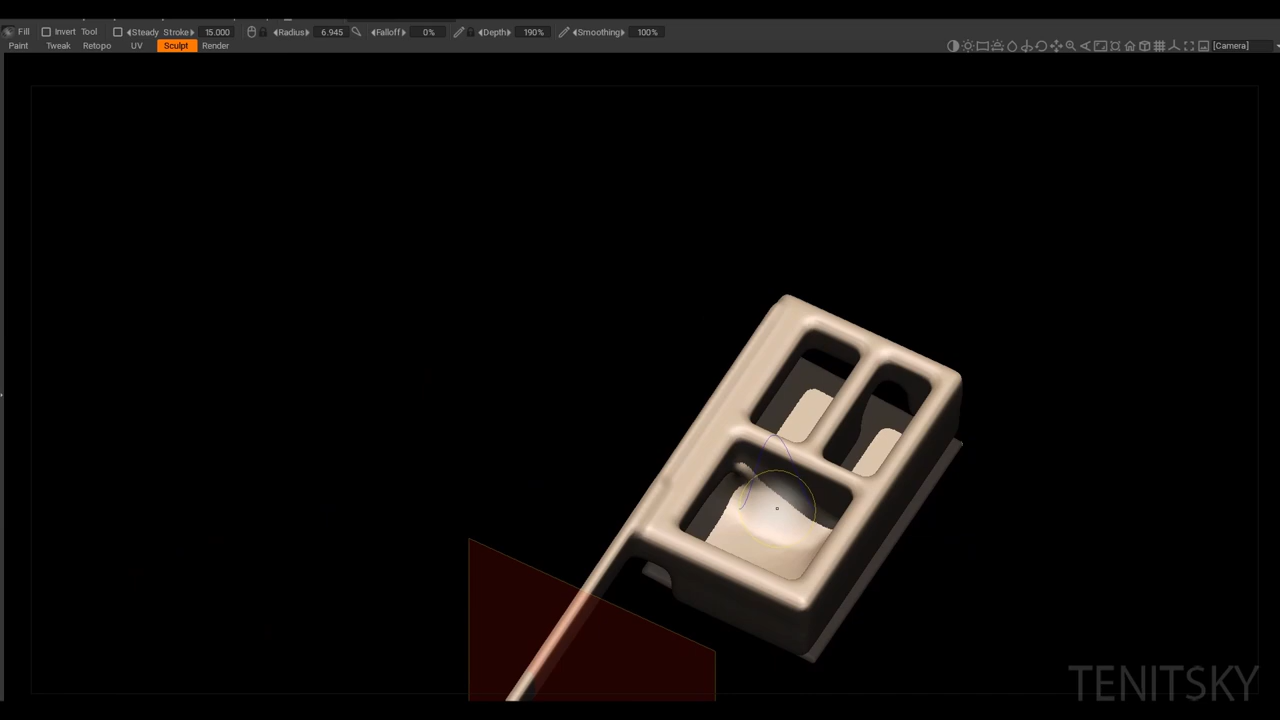 Fill Invert Tool Steady Stroke 15.000 Radius 6.945 Falloff 0% Depth 190% Smoothing 100%
Paint Tweak Retopo UV Sculpt Render [Camera]
TENITSKY